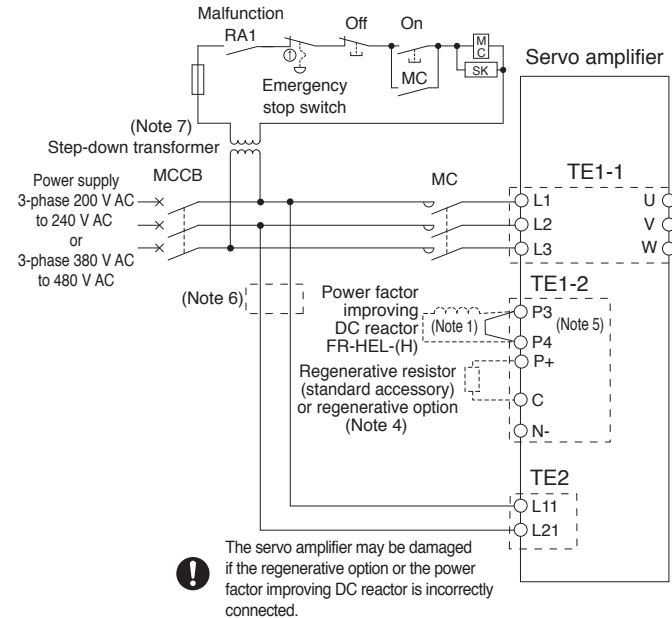 Malfunction
RA1
Off
On
MC
SK
MC
Emergency
stop switch
Servo amplifier
(Note 7)
Step-down transformer
Power supply
3-phase 200 V AC
to 240 V AC
or
3-phase 380 V AC
to 480 V AC
MCCB
MC
TE1-1
L1
L2
L3
U
V
W
(Note 6)
Power factor
improving
DC reactor
FR-HEL-(H)
(Note 1)
TE1-2
P3
(Note 5)
P4
P+
C
N-
Regenerative resistor
(standard accessory)
or regenerative option
(Note 4)
TE2
L11
L21
The servo amplifier may be damaged
if the regenerative option or the power
factor improving DC reactor is incorrectly
connected.